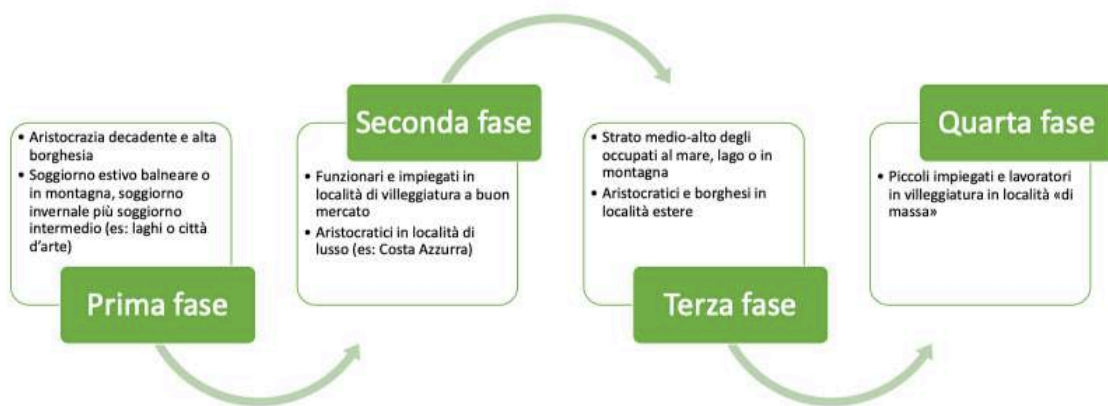 Prima fase
• Aristocrazia decadente e alta
borghesia
• Soggiorno estivo balneare o
in montagna, soggiorno
invernale più soggiorno
intermedio (es: laghi o città
d'arte)
Seconda fase
• Funzionari e impiegati in
località di villeggiatura a buon
mercato
• Aristocratici in località di
lusso (es: Costa Azzurra)
Terza fase
• Strato medio-alto degli
occupati al mare, lago o in
montagna
• Aristocratici e borghesi in
località estere
Quarta fase
• Piccoli impiegati e lavoratori
in villeggiatura in località «di
massa»